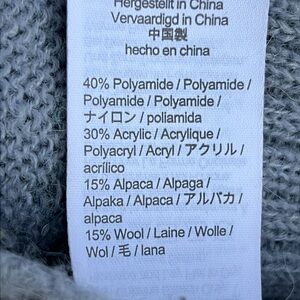 Hergestellt in China
Vervaardigd in China
中国製
hecho en china
40% Polyamide / Polyamide /
Polyamide / Polyamide /
ナイロン / poliamida
30% Acrylic / Acrylique /
Polyacryl / Acryl / アクリル /
acrílico
15% Alpaca / Alpaga /
Alpaka / Alpaca / アルパカ /
alpaca
15% Wool / Laine / Wolle /
Wol / 毛 / lana